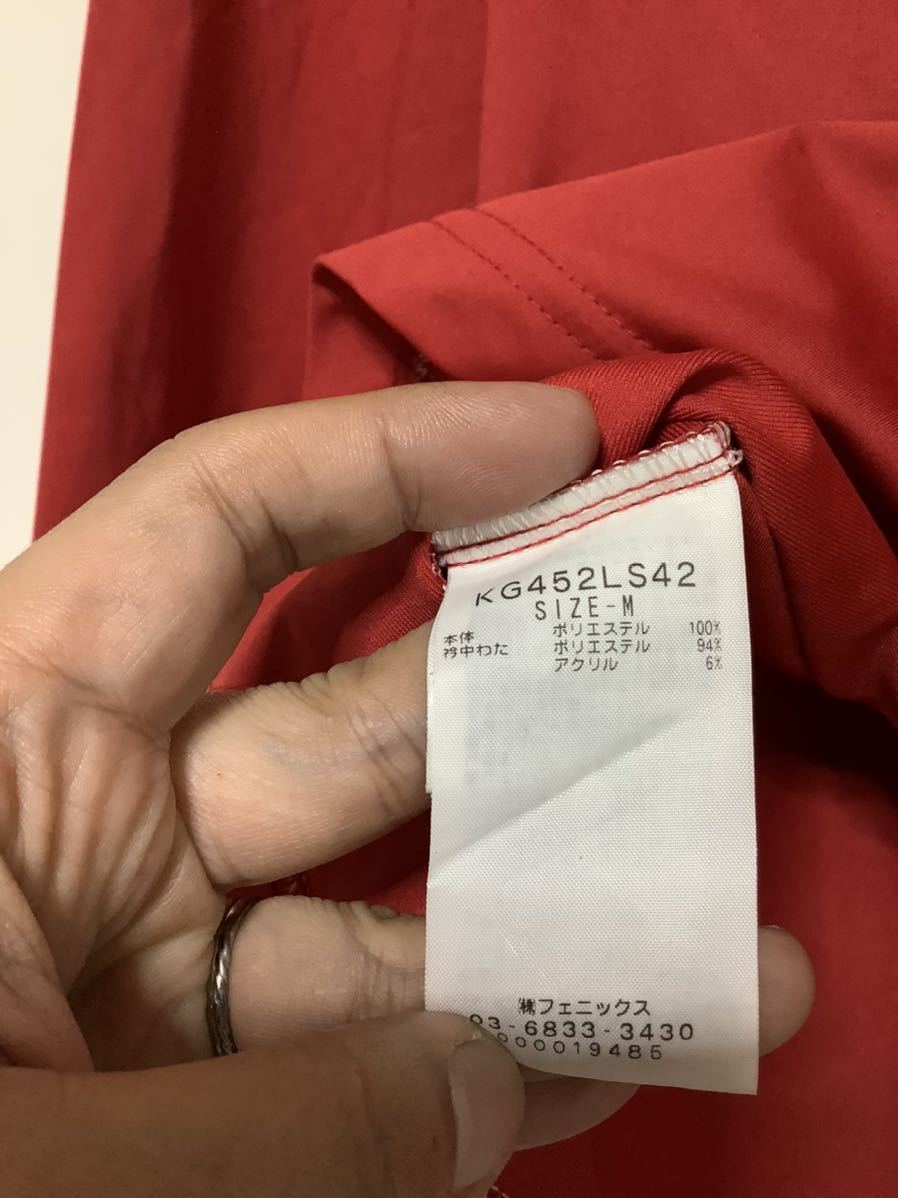 KG452LS42
SIZE-M
本体 ポリエステル 100%
衿中わた ポリエステル 94%
アクリル 6%
㈱フェニックス
03-6833-3430
000019485